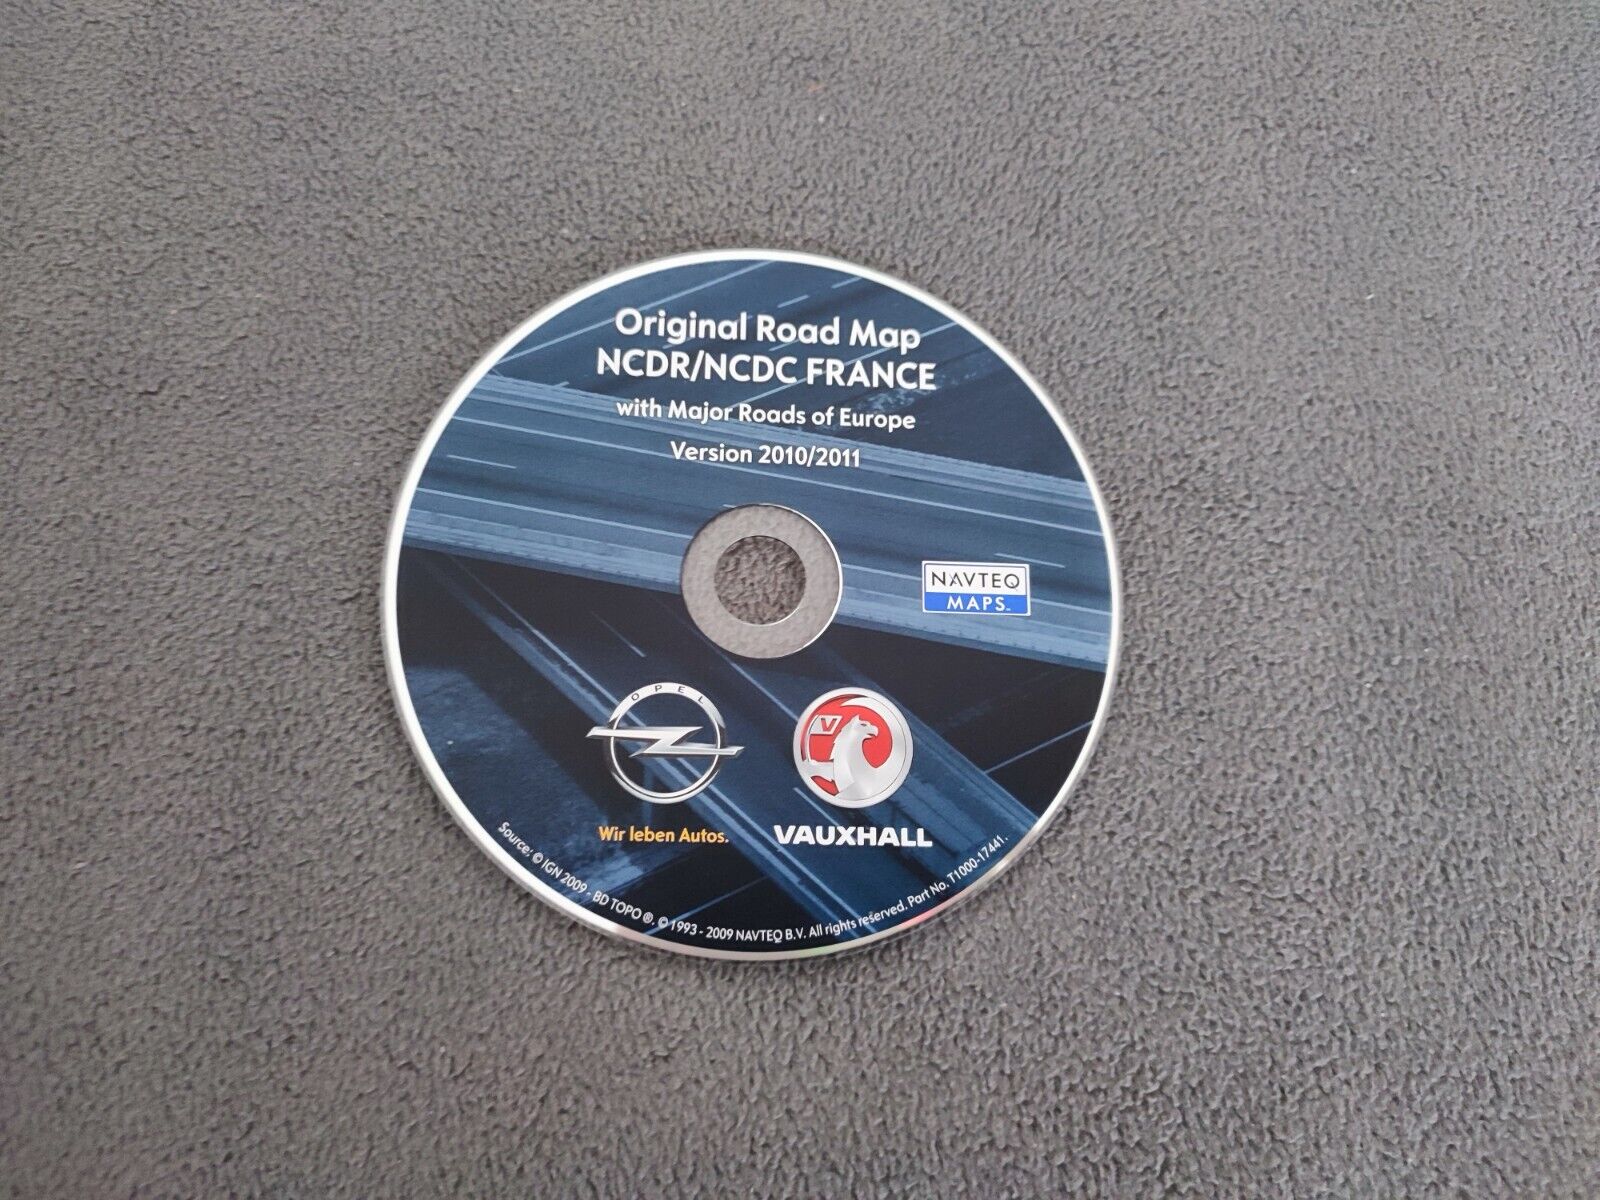 Original Road Map
NCDR/NCDC FRANCE
with Major Roads of Europe
Version 2010/2011
NAVTEQ
MAPS™
OPEL
V
Wir leben Autos.
VAUXHALL
Source: © IGN 2009 - BD TOPO ®. © 1993 - 2009 NAVTEQ B.V. All rights reserved. Part No. T1000-17441.